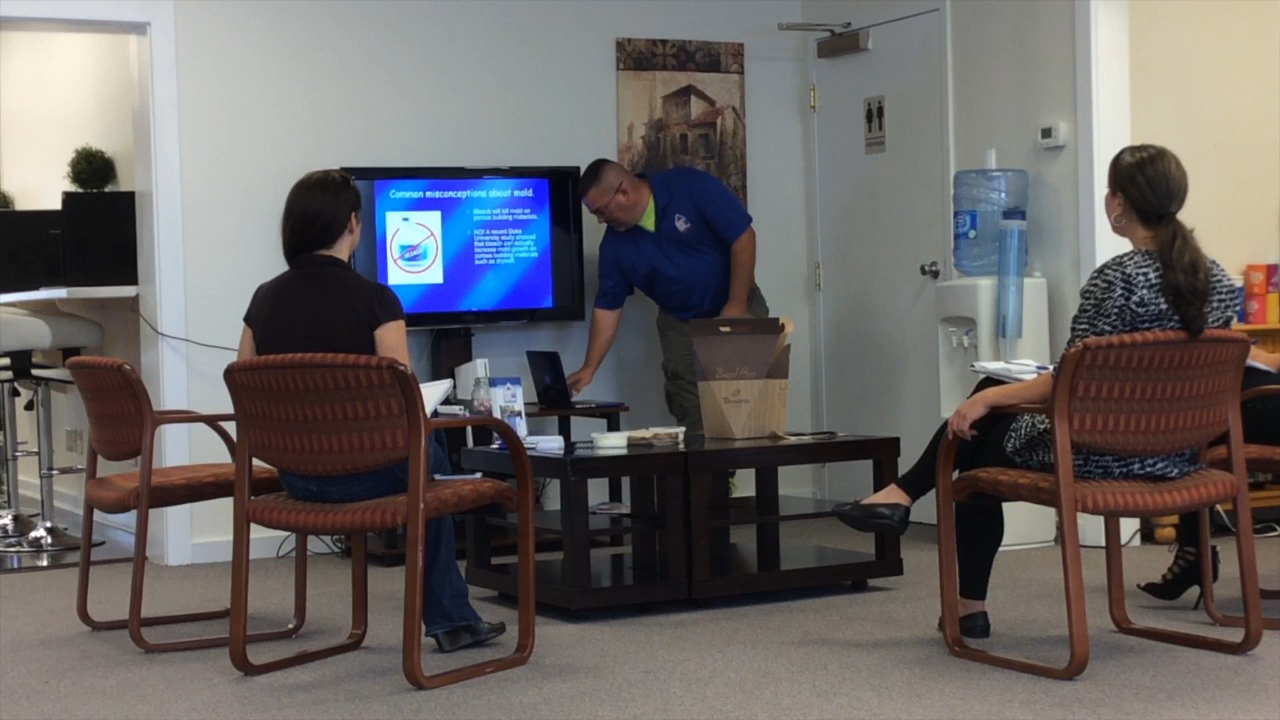 Common misconceptions about mold.
Bleach will kill mold on
porous building materials.
NO! A recent Duke
University study showed
that bleach can actually
increase mold growth on
porous building materials
such as drywall.
Panera